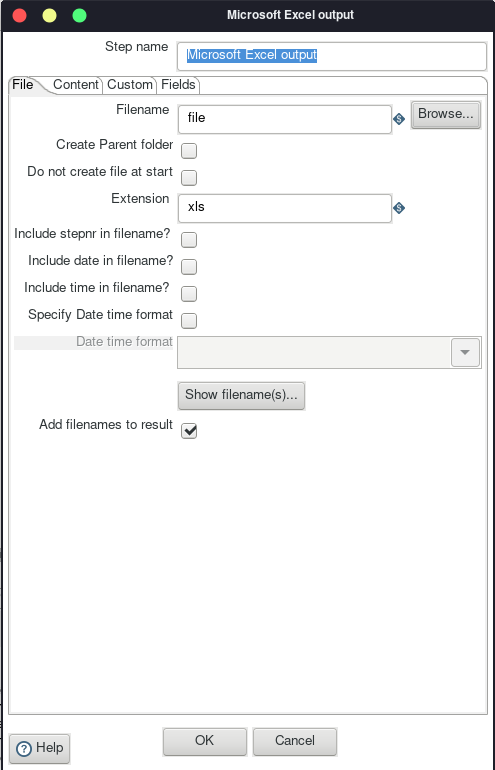 Microsoft Excel output
Step name Microsoft Excel output
File Content Custom Fields
Filename file S Browse...
Create Parent folder
Do not create file at start
Extension xls S
Include stepnr in filename?
Include date in filename?
Include time in filename?
Specify Date time format
Date time format
Show filename(s)...
Add filenames to result
? Help OK Cancel